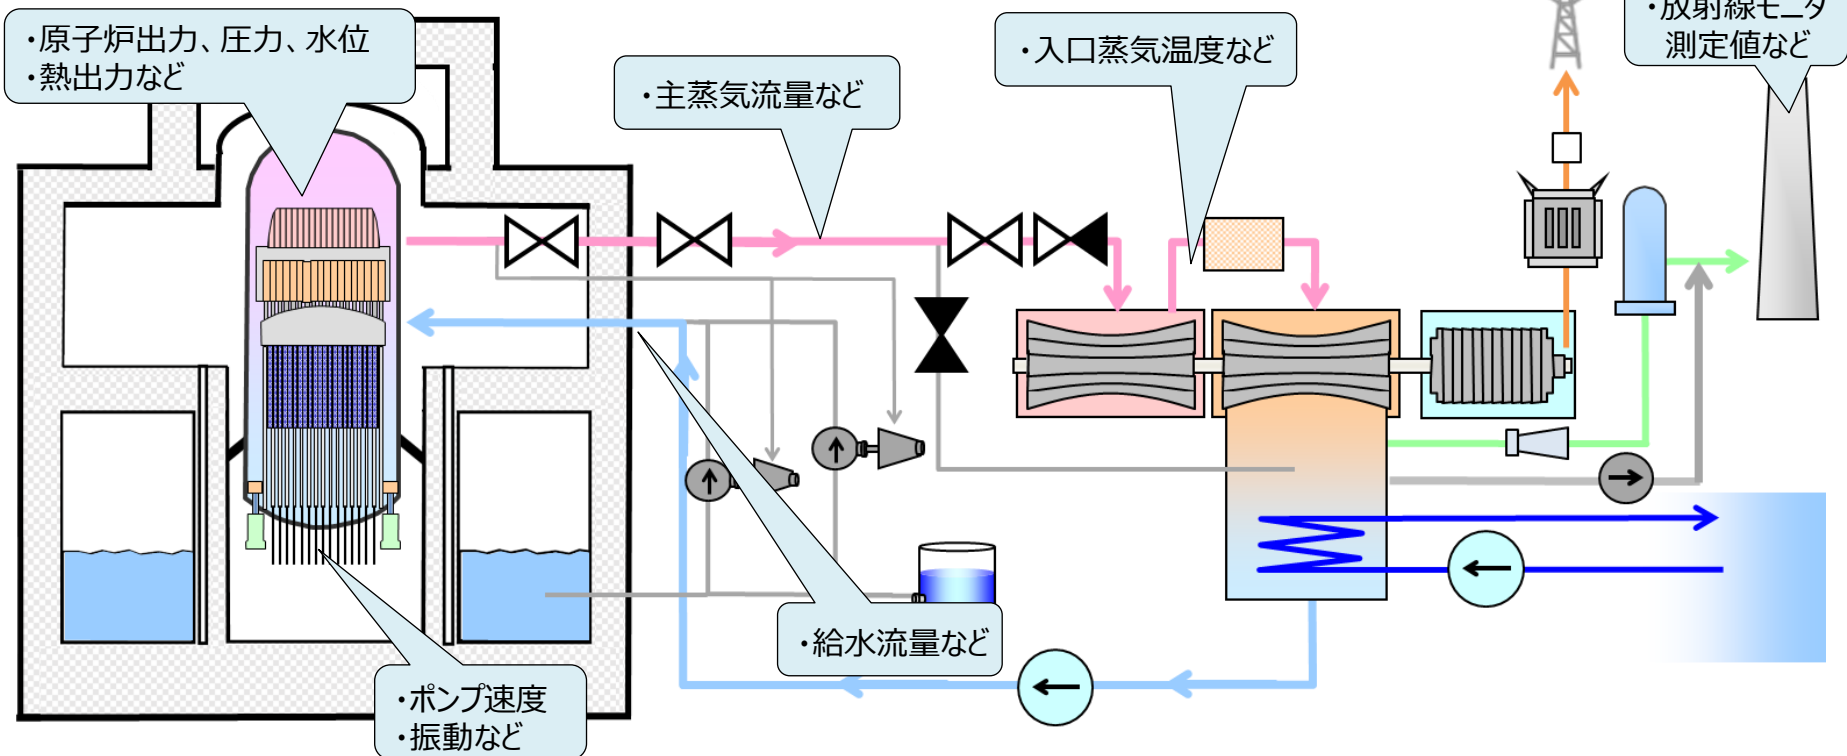 ・原子炉出力、圧力、水位
・熱出力など
・主蒸気流量など
・入口蒸気温度など
・放射線モニタ
測定値など
・給水流量など
・ポンプ速度
・振動など